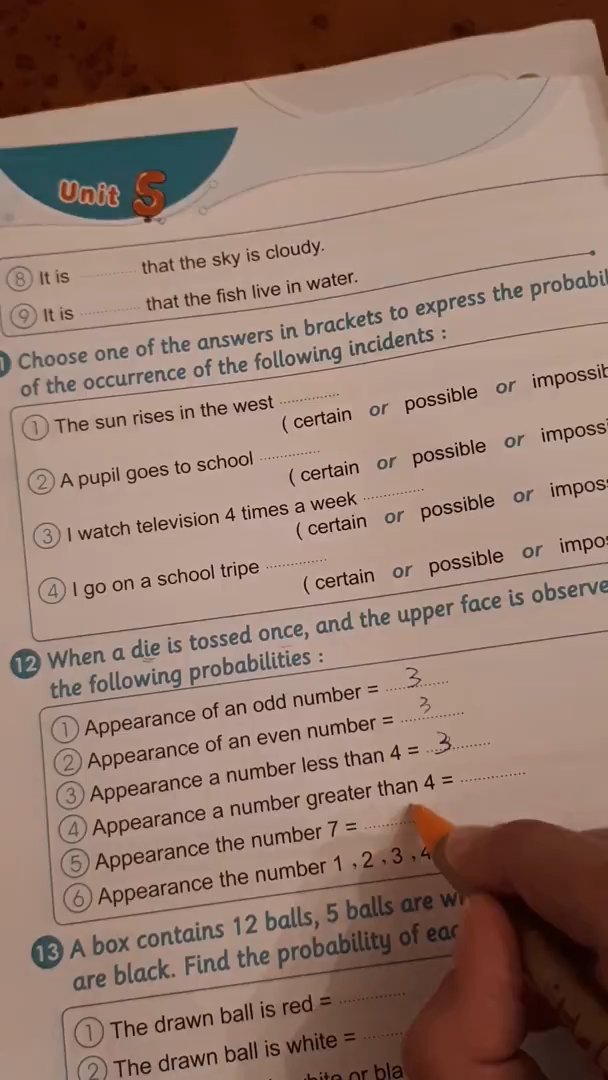 Unit 5
8 It is ............ that the sky is cloudy.
9 It is ............ that the fish live in water.
Choose one of the answers in brackets to express the
of the occurrence of the following incidents :
1 The sun rises in the west ............
( certain or possible or
2 A pupil goes to school ............
( certain or possible or
3 I watch television 4 times a week ............
( certain or possible or
4 I go on a school tripe ............
( certain or possible or
12 When a die is tossed once, and the upper face is
the following probabilities :
1 Appearance of an odd number = 3
2 Appearance of an even number = 3
3 Appearance a number less than 4 = 3
4 Appearance a number greater than 4 = ............
5 Appearance the number 7 = ............
6 Appearance the number 1 , 2 , 3 , 4
13 A box contains 12 balls, 5 balls are
are black. Find the probability of
1 The drawn ball is red = ............
2 The drawn ball is white = ............
or